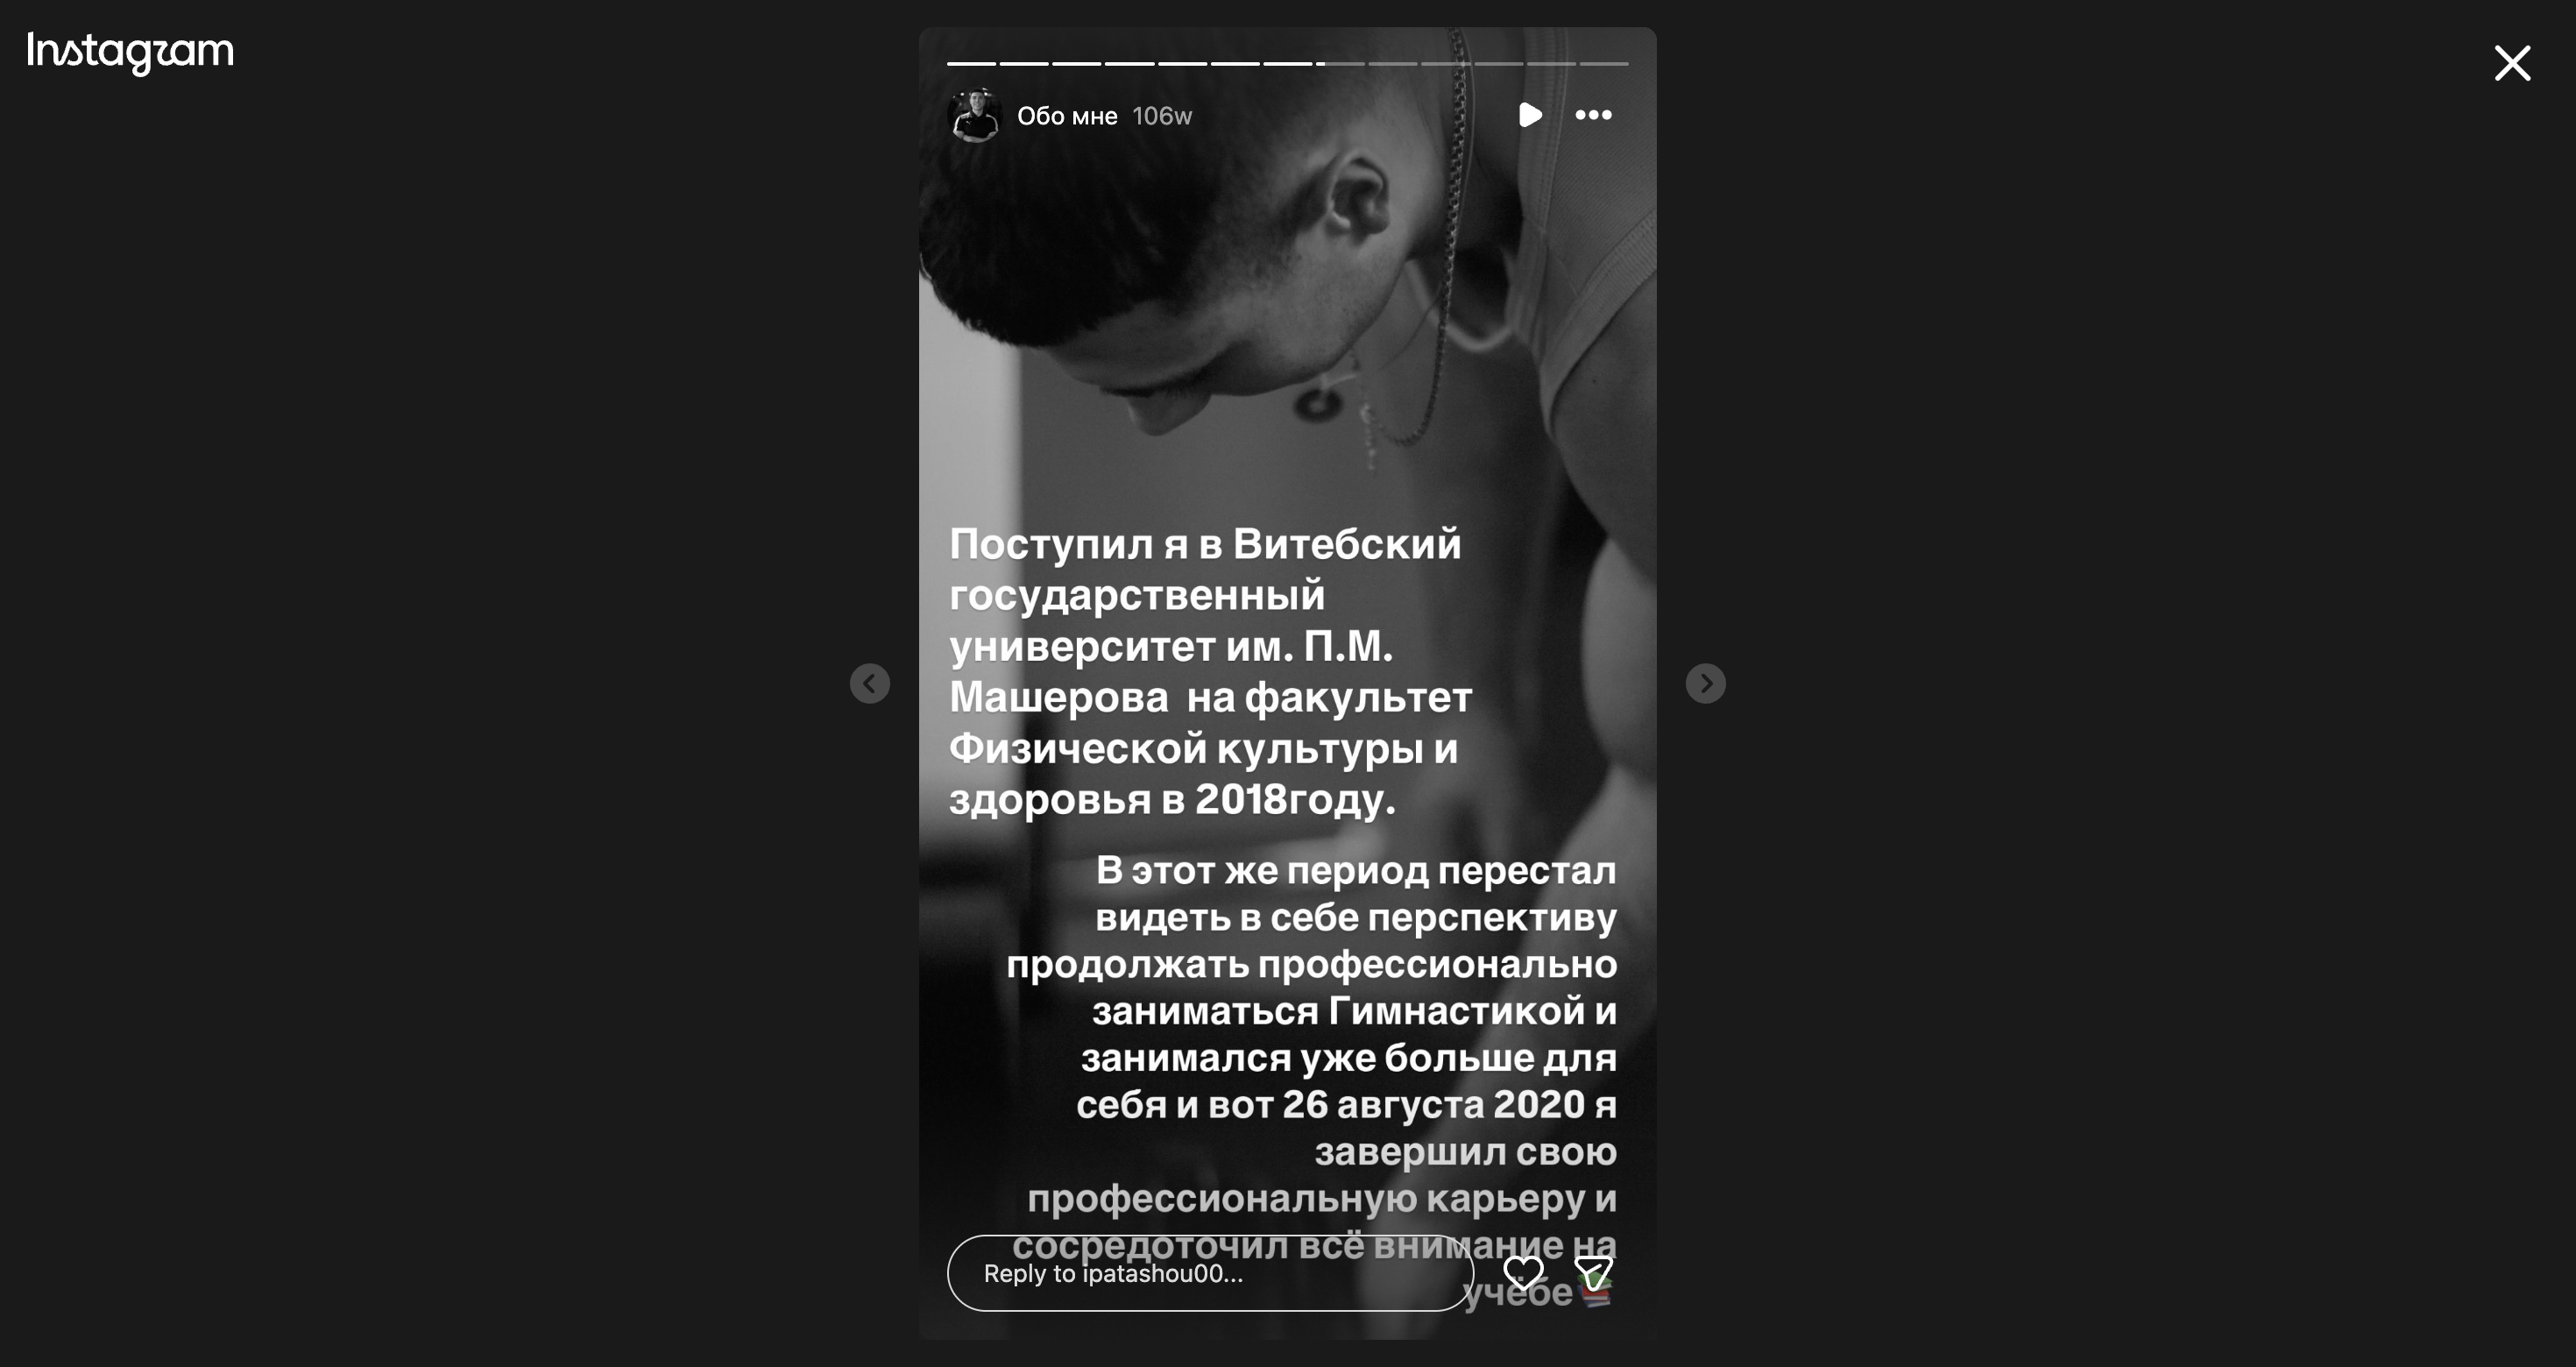 Instagram
Обо мне 106w
Поступил я в Витебский
государственный
университет им. П.М.
Машерова на факультет
Физической культуры и
здоровья в 2018году.
В этот же период перестал
видеть в себе перспективу
продолжать профессионально
заниматься Гимнастикой и
занимался уже больше для
себя и вот 26 августа 2020 я
завершил свою
профессиональную карьеру и
сосредоточил всё внимание на
учёбе
Reply to ipatashou00...